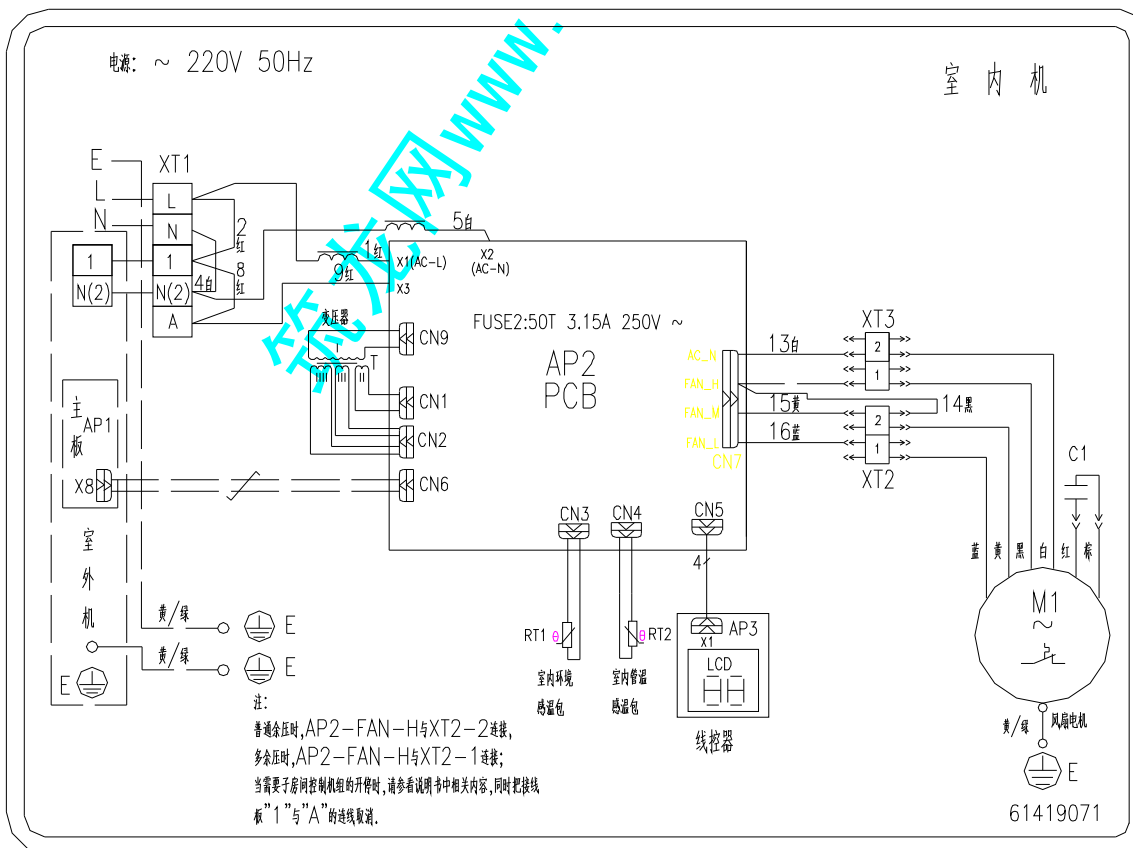 电源: ~ 220V 50Hz
室内机
筑龙网www.
E
L
N
XT1
L
N
1
N(2)
A
1
N(2)
2红
8红
4白
5白
1红
9红
X1(AC-L)
X2
(AC-N)
X3
变压器
T
CN9
CN1
CN2
CN6
FUSE2:50T 3.15A 250V ~
AP2
PCB
AC_N
FAN_H
FAN_M
FAN_L
CN7
13白
15黄
16蓝
14黑
XT3
2
1
2
1
XT2
C1
主板
AP1
X8
室外机
CN3
CN4
CN5
4
蓝 黄 黑 白 红 棕
M1
~
黄/绿
E
黄/绿
E
E
RT1 θ
θ RT2
室内环境
感温包
室内管温
感温包
X1
AP3
LCD
线控器
黄/绿
风扇电机
E
注:
普通余压时,AP2-FAN-H与XT2-2连接,
多余压时,AP2-FAN-H与XT2-1连接;
当需要子房间控制机组的开停时,请参看说明书中相关内容,同时把接线
板"1"与"A"的连线取消.
61419071